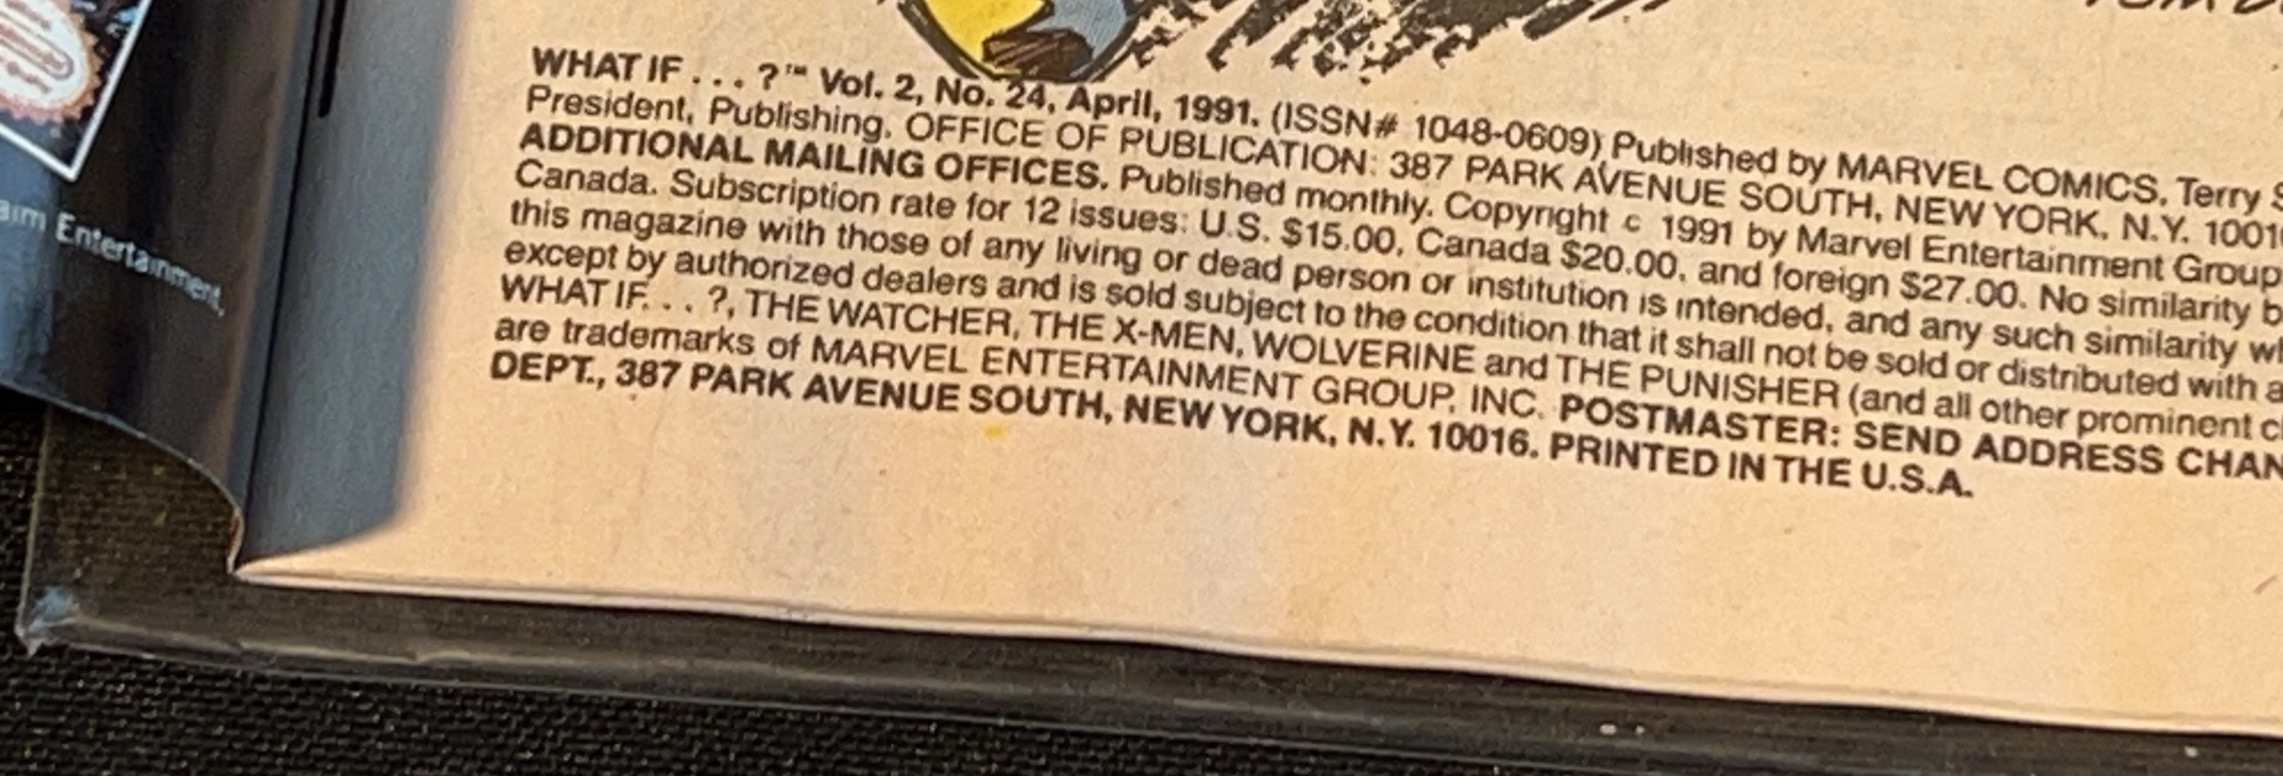 WHAT IF . . . ?™ Vol. 2, No. 24, April, 1991. (ISSN# 1048-0609) Published by MARVEL COMICS, Terry
President, Publishing. OFFICE OF PUBLICATION: 387 PARK AVENUE SOUTH, NEW YORK, N.Y. 1001
ADDITIONAL MAILING OFFICES. Published monthly. Copyright © 1991 by Marvel Entertainment Group
Canada. Subscription rate for 12 issues: U.S. $15.00, Canada $20.00, and foreign $27.00. No similarity b
this magazine with those of any living or dead person or institution is intended, and any such similarity wh
except by authorized dealers and is sold subject to the condition that it shall not be sold or distributed with a
WHAT IF. . . ?, THE WATCHER, THE X-MEN, WOLVERINE and THE PUNISHER (and all other prominent c
are trademarks of MARVEL ENTERTAINMENT GROUP, INC. POSTMASTER: SEND ADDRESS CHAN
DEPT., 387 PARK AVENUE SOUTH, NEW YORK, N.Y. 10016. PRINTED IN THE U.S.A.
aim Entertainment,